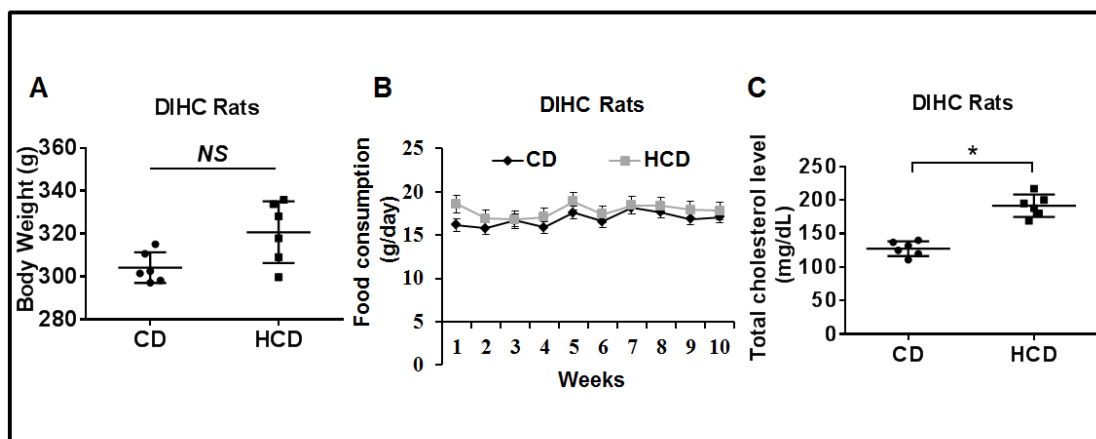 A
DIHC Rats
Body Weight (g)
360
340
320
300
280
NS
CD
HCD
B
DIHC Rats
Food consumption
(g/day)
25
20
15
10
5
0
CD
HCD
1 2 3 4 5 6 7 8 9 10
Weeks
C
DIHC Rats
Total cholesterol level
(mg/dL)
250
200
150
100
50
0
*
CD
HCD